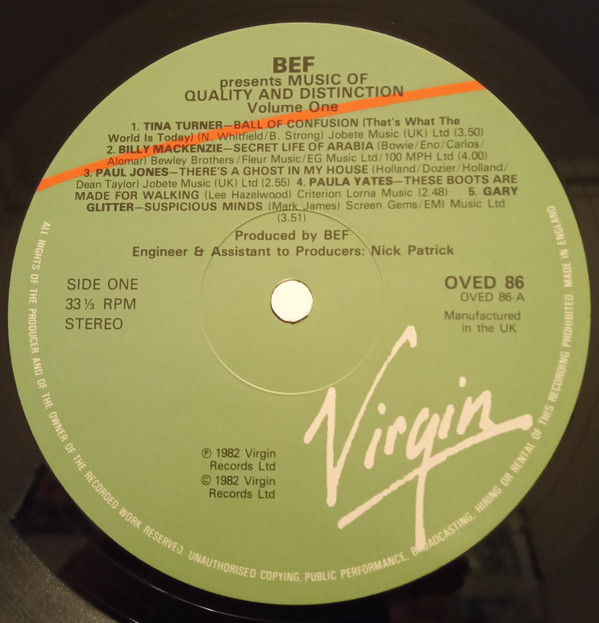 BEF
presents MUSIC OF
QUALITY AND DISTINCTION
Volume One
1. TINA TURNER—BALL OF CONFUSION (That's What The
World Is Today) (N. Whitfield/B. Strong) Jobete Music (UK) Ltd (3.50)
2. BILLY MACKENZIE—SECRET LIFE OF ARABIA (Bowie/Eno/Carlos/
Alomar) Bewley Brothers/Fleur Music/EG Music Ltd/100 MPH Ltd (4.00)
3. PAUL JONES—THERE'S A GHOST IN MY HOUSE (Holland/Dozier/Holland/
Dean Taylor) Jobete Music (UK) Ltd (2.55) 4. PAULA YATES—THESE BOOTS ARE
MADE FOR WALKING (Lee Hazelwood) Criterion Lorna Music (2.48) 5. GARY
GLITTER—SUSPICIOUS MINDS (Mark James) Screen Gems/EMI Music Ltd
(3.51)
Produced by BEF
Engineer & Assistant to Producers: Nick Patrick
SIDE ONE
33⅓ RPM
STEREO
OVED 86
OVED 86-A
Manufactured
in the UK
Virgin
℗ 1982 Virgin
Records Ltd
© 1982 Virgin
Records Ltd
ALL RIGHTS OF THE PRODUCER AND OF THE OWNER OF THE RECORDED WORK RESERVED. UNAUTHORISED COPYING, PUBLIC PERFORMANCE, BROADCASTING, HIRING OR RENTAL OF THIS RECORDING PROHIBITED. MADE IN ENGLAND